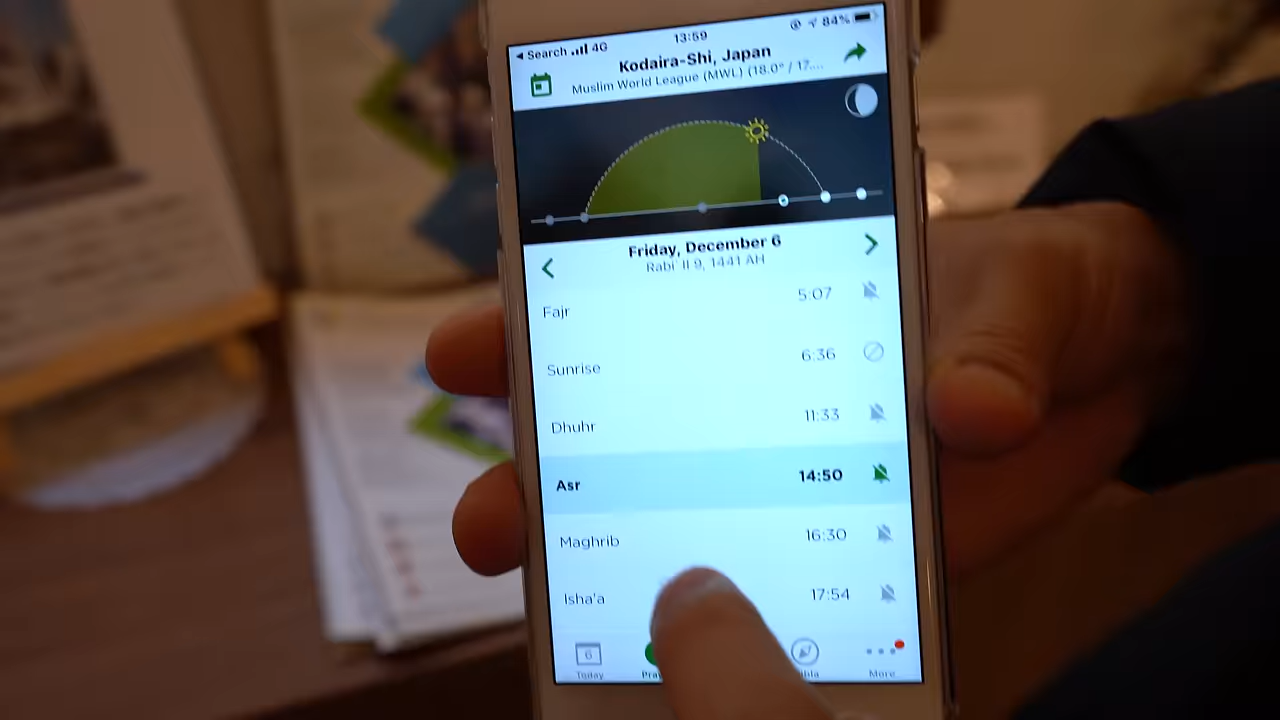 Search 4G 13:59 84%
Kodaira-Shi, Japan
Muslim World League (MWL) (18.0° / 17....
Friday, December 6
Rabi' II 9, 1441 AH
Fajr 5:07
Sunrise 6:36
Dhuhr 11:33
Asr 14:50
Maghrib 16:30
Isha'a 17:54
6
Today Pra ibla More